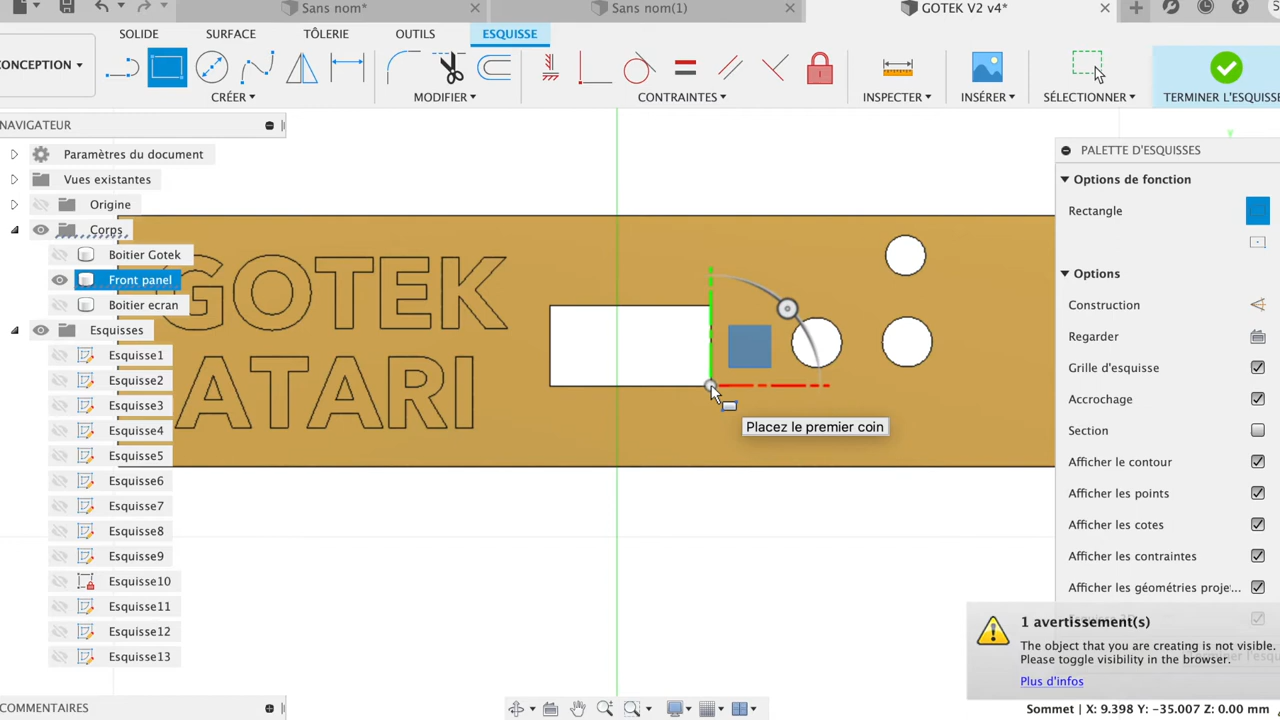 Sans nom*
Sans nom(1)
GOTEK V2 v4*
CONCEPTION
SOLIDE
SURFACE
TÔLERIE
OUTILS
ESQUISSE
CRÉER
MODIFIER
CONTRAINTES
INSPECTER
INSÉRER
SÉLECTIONNER
TERMINER L'ESQUISSE
NAVIGATEUR
Paramètres du document
Vues existantes
Origine
Corps
Boitier Gotek
Front panel
Boitier ecran
Esquisses
Esquisse1
Esquisse2
Esquisse3
Esquisse4
Esquisse5
Esquisse6
Esquisse7
Esquisse8
Esquisse9
Esquisse10
Esquisse11
Esquisse12
Esquisse13
GOTEK
ATARI
Placez le premier coin
PALETTE D'ESQUISSES
Options de fonction
Rectangle
Options
Construction
Regarder
Grille d'esquisse
Accrochage
Section
Afficher le contour
Afficher les points
Afficher les cotes
Afficher les contraintes
Afficher les géométries proje...
1 avertissement(s)
The object that you are creating is not visible.
Please toggle visibility in the browser.
Plus d'infos
COMMENTAIRES
Sommet | X: 9.398 Y: -35.007 Z: 0.00 mm